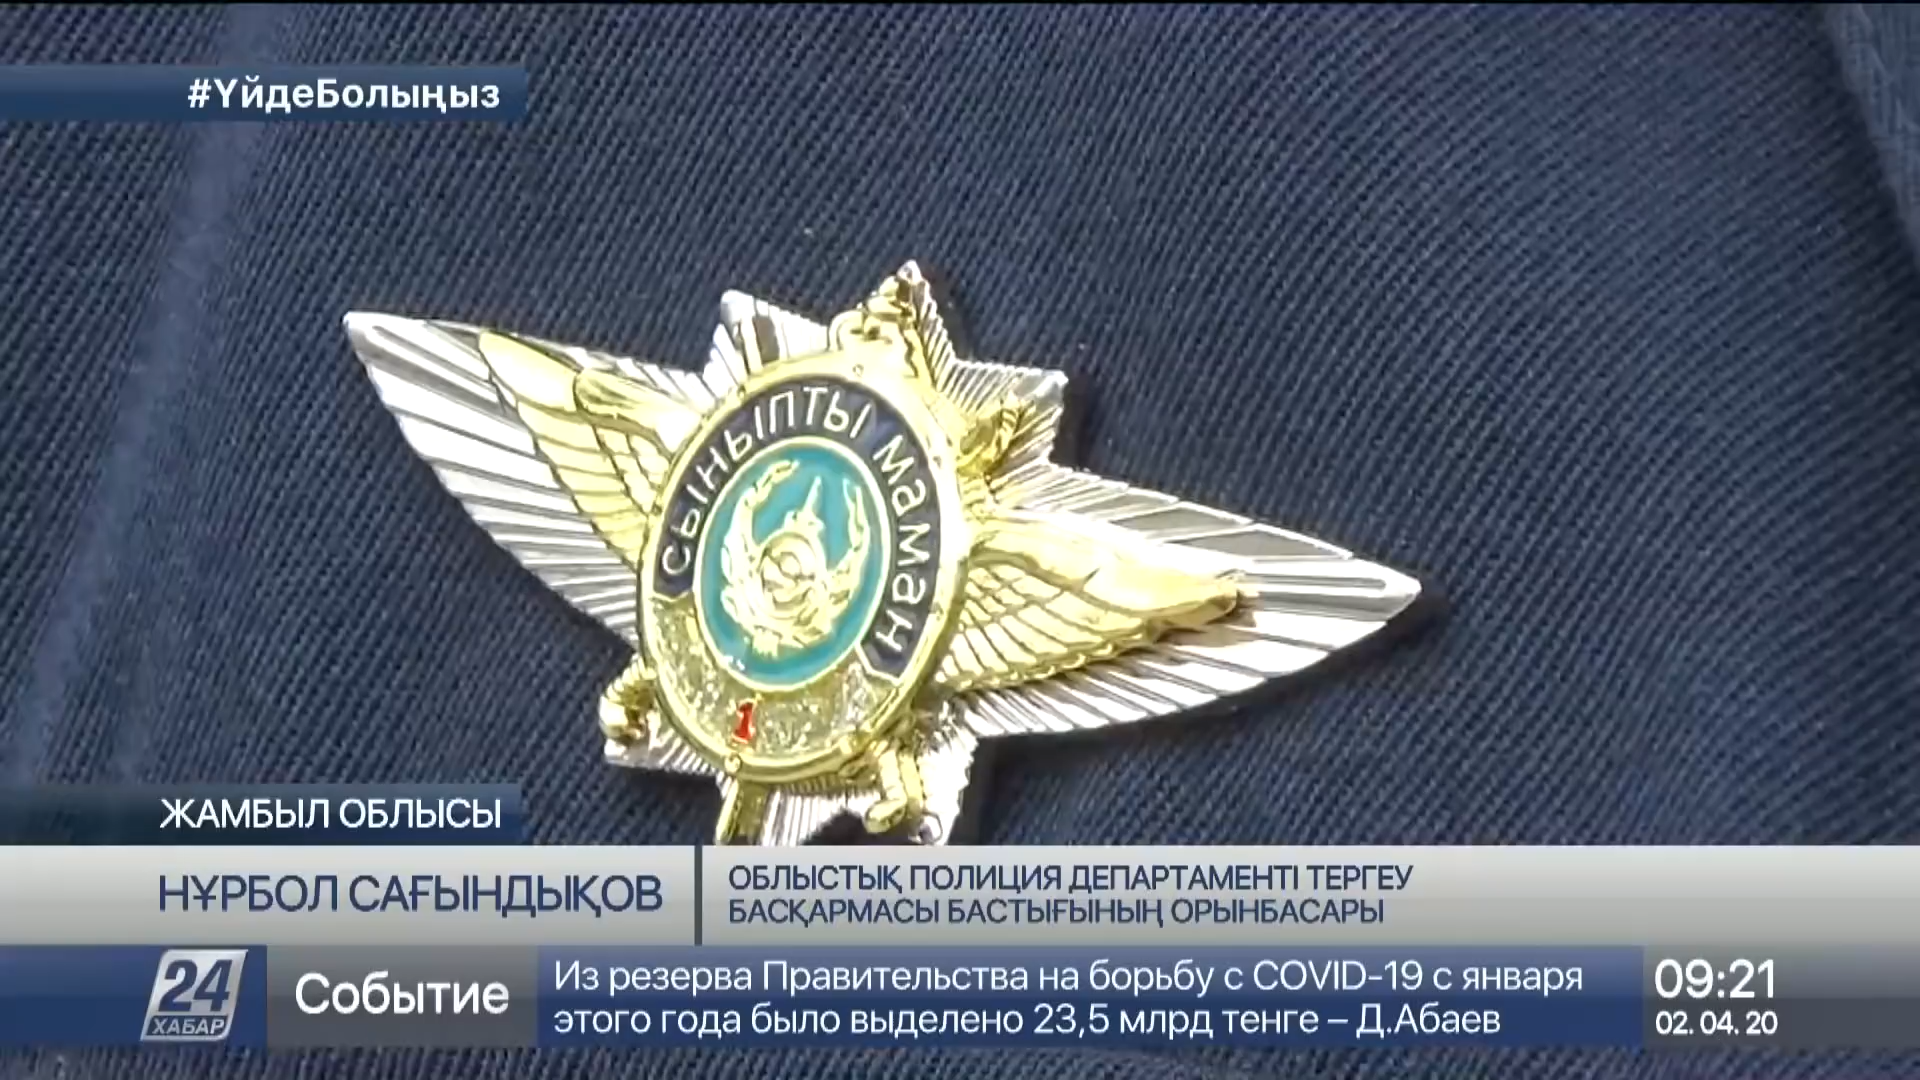 #ҮйдеБолыңыз
сыныпты маман
1
ЖАМБЫЛ ОБЛЫСЫ
НҰРБОЛ САҒЫНДЫҚОВ
ОБЛЫСТЫҚ ПОЛИЦИЯ ДЕПАРТАМЕНТІ ТЕРГЕУ
БАСҚАРМАСЫ БАСТЫҒЫНЫҢ ОРЫНБАСАРЫ
24
ХАБАР
Событие
Из резерва Правительства на борьбу с COVID-19 с января
этого года было выделено 23,5 млрд тенге – Д.Абаев
09:21
02. 04. 20